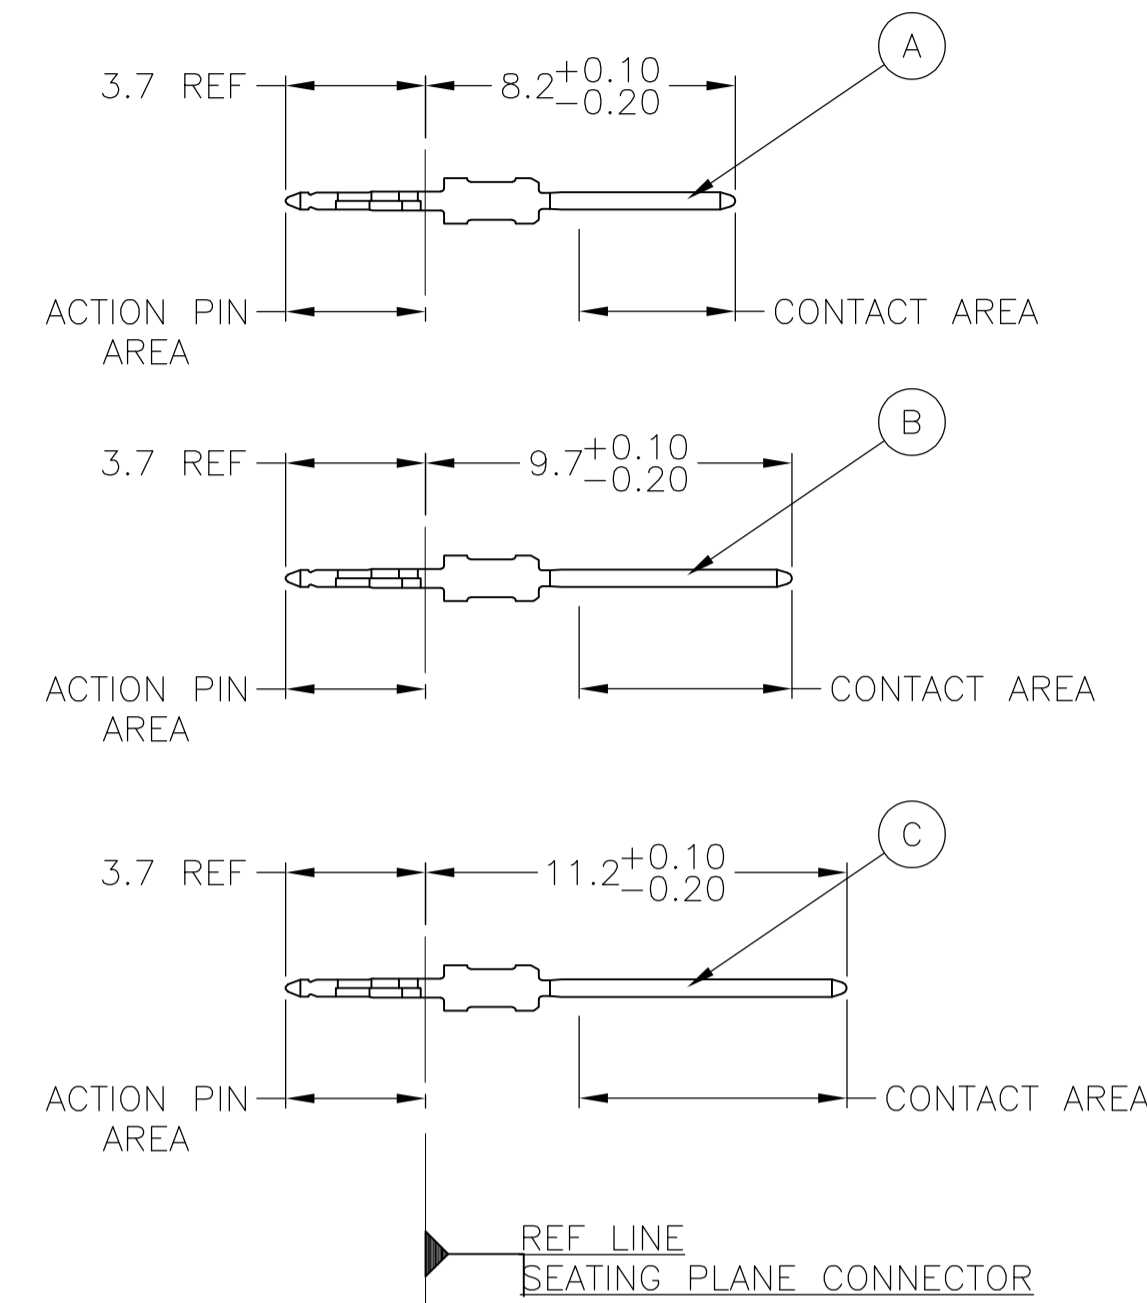 A
3.7 REF 8.2 +0.10
-0.20
ACTION PIN
AREA
CONTACT AREA
B
3.7 REF 9.7 +0.10
-0.20
ACTION PIN
AREA
CONTACT AREA
C
3.7 REF 11.2 +0.10
-0.20
ACTION PIN
AREA
CONTACT AREA
REF LINE
SEATING PLANE CONNECTOR